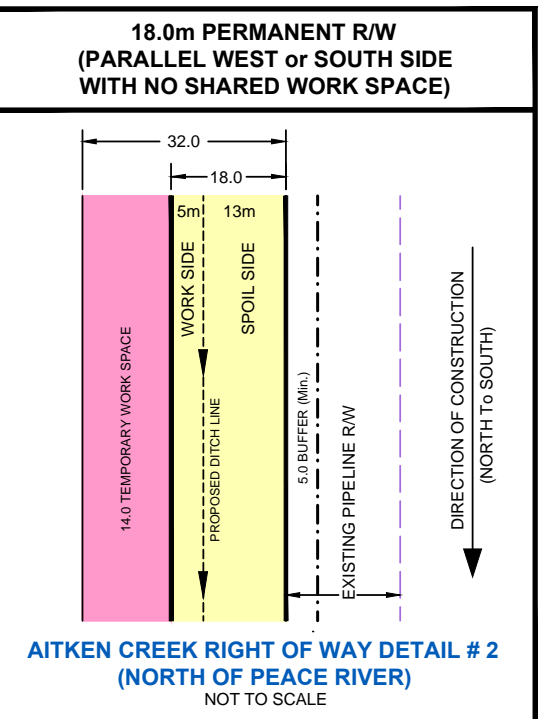 18.0m PERMANENT R/W
(PARALLEL WEST or SOUTH SIDE
WITH NO SHARED WORK SPACE)
32.0
18.0
5m 13m
14.0 TEMPORARY WORK SPACE
WORK SIDE
PROPOSED DITCH LINE
SPOIL SIDE
5.0 BUFFER (Min.)
EXISTING PIPELINE R/W
DIRECTION OF CONSTRUCTION
(NORTH To SOUTH)
AITKEN CREEK RIGHT OF WAY DETAIL # 2
(NORTH OF PEACE RIVER)
NOT TO SCALE